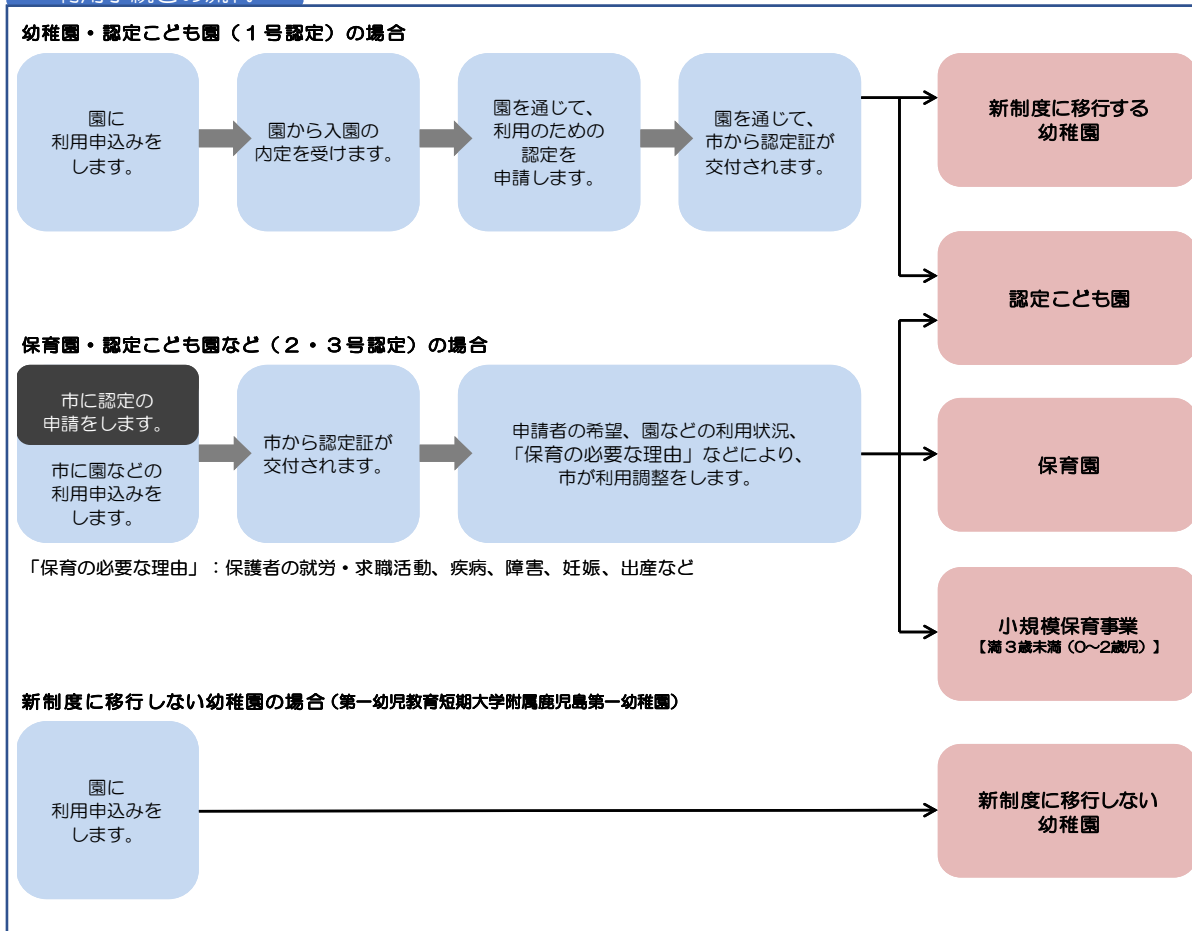 幼稚園・認定こども園（１号認定）の場合
園に
利用申込みを
します。
園から入園の
内定を受けます。
園を通じて、
利用のための
認定を
申請します。
園を通じて、
市から認定証が
交付されます。
新制度に移行する
幼稚園
認定こども園
保育園・認定こども園など（２・３号認定）の場合
市に認定の
申請をします。
市に園などの
利用申込みを
します。
市から認定証が
交付されます。
申請者の希望、園などの利用状況、
「保育の必要な理由」などにより、
市が利用調整をします。
保育園
「保育の必要な理由」：保護者の就労・求職活動、疾病、障害、妊娠、出産など
小規模保育事業
【満３歳未満（0～2歳児）】
新制度に移行しない幼稚園の場合（第一幼児教育短期大学附属鹿児島第一幼稚園）
園に
利用申込みを
します。
新制度に移行しない
幼稚園